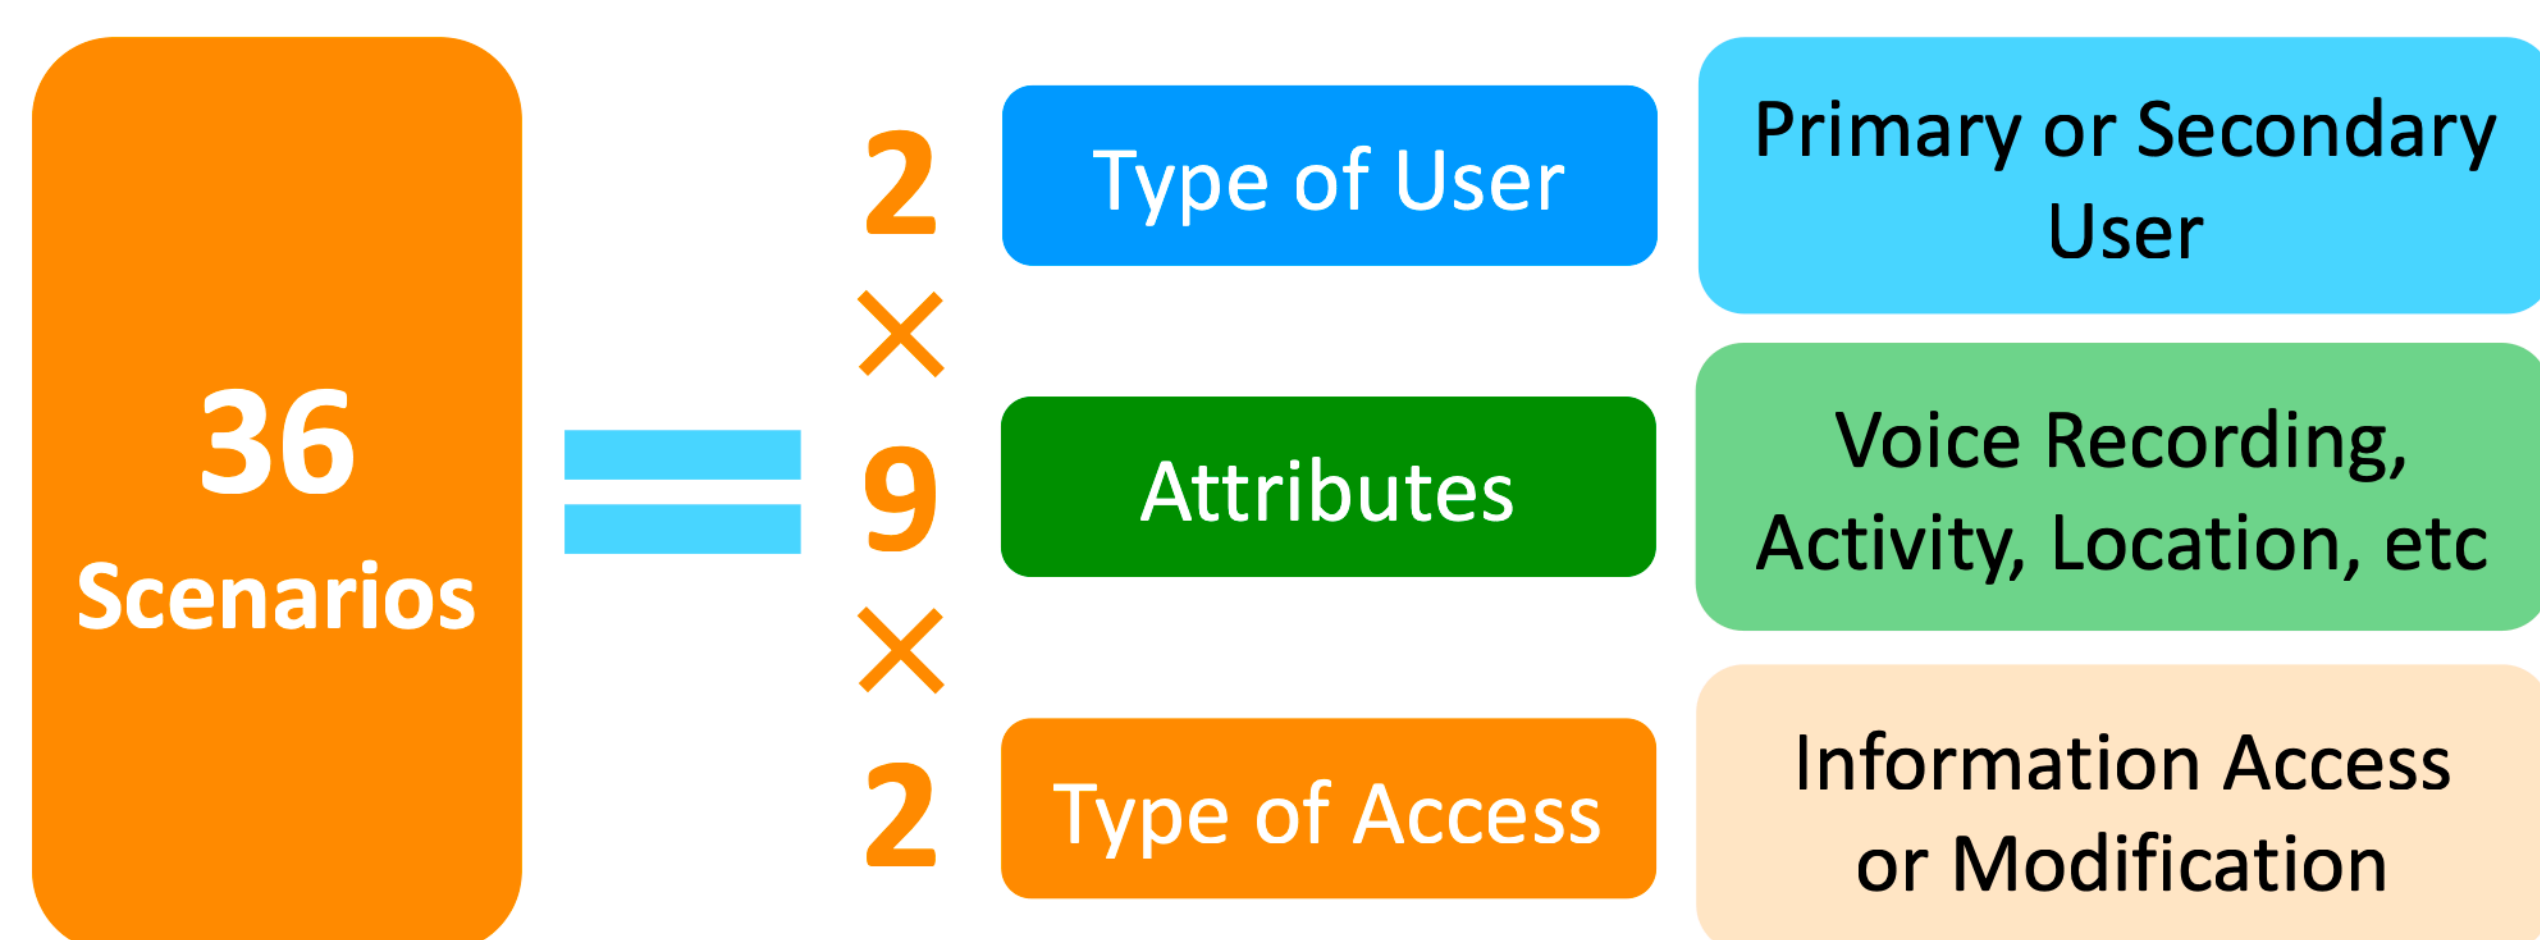 36
Scenarios
2
Type of User
Primary or Secondary
User
×
9
Attributes
Voice Recording,
Activity, Location, etc
×
2
Type of Access
Information Access
or Modification